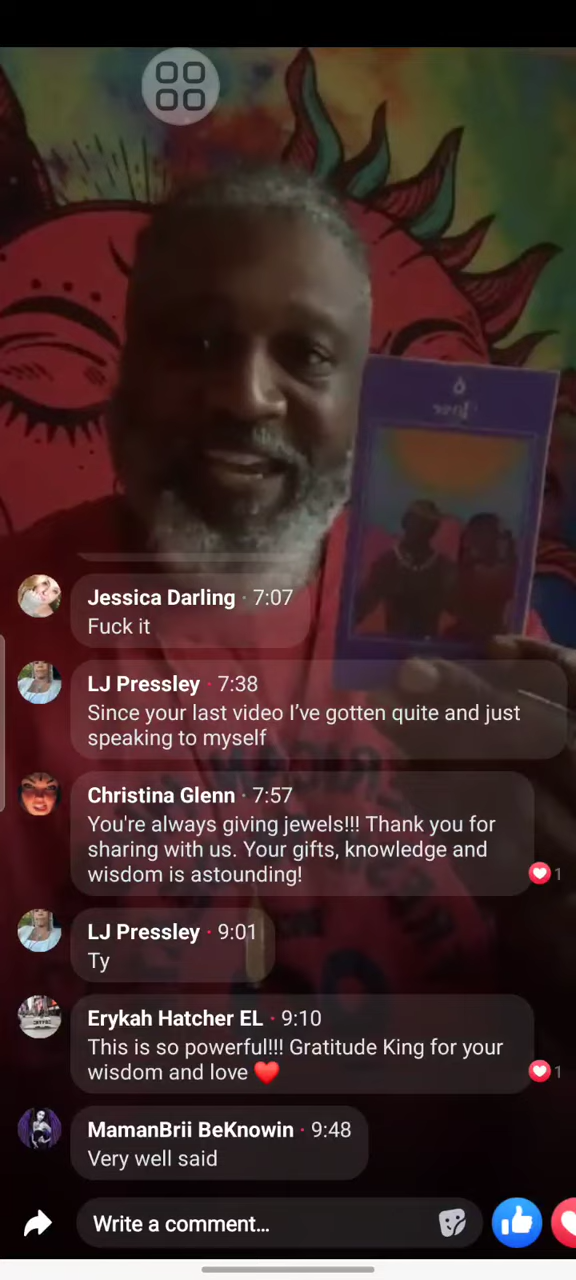 Jessica Darling · 7:07
Fuck it
LJ Pressley · 7:38
Since your last video I’ve gotten quite and just
speaking to myself
Christina Glenn · 7:57
You're always giving jewels!!! Thank you for
sharing with us. Your gifts, knowledge and
wisdom is astounding!
1
LJ Pressley · 9:01
Ty
Erykah Hatcher EL · 9:10
This is so powerful!!! Gratitude King for your
wisdom and love ❤️
1
MamanBrii BeKnowin · 9:48
Very well said
Write a comment...